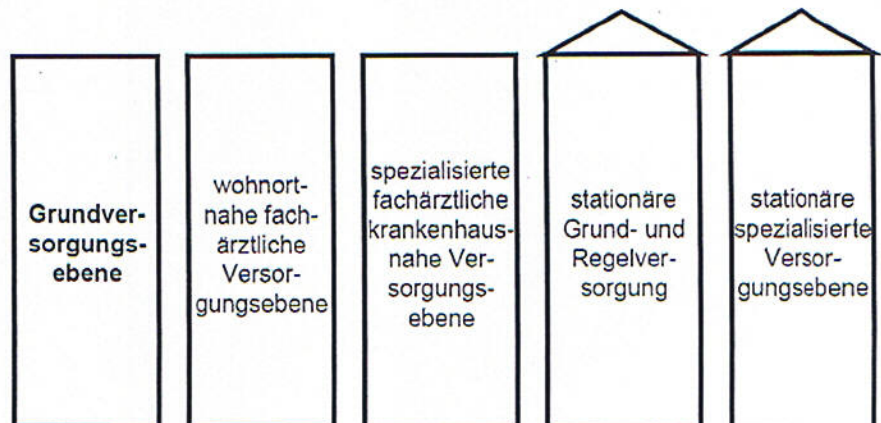 Grundver-
sorgungs-
ebene
wohnort-
nahe fach-
ärztliche
Versor-
gungsebene
spezialisierte
fachärztliche
krankenhaus-
nahe Ver-
sorgungs-
ebene
stationäre
Grund- und
Regelver-
sorgung
stationäre
spezialisierte
Versor-
gungsebene